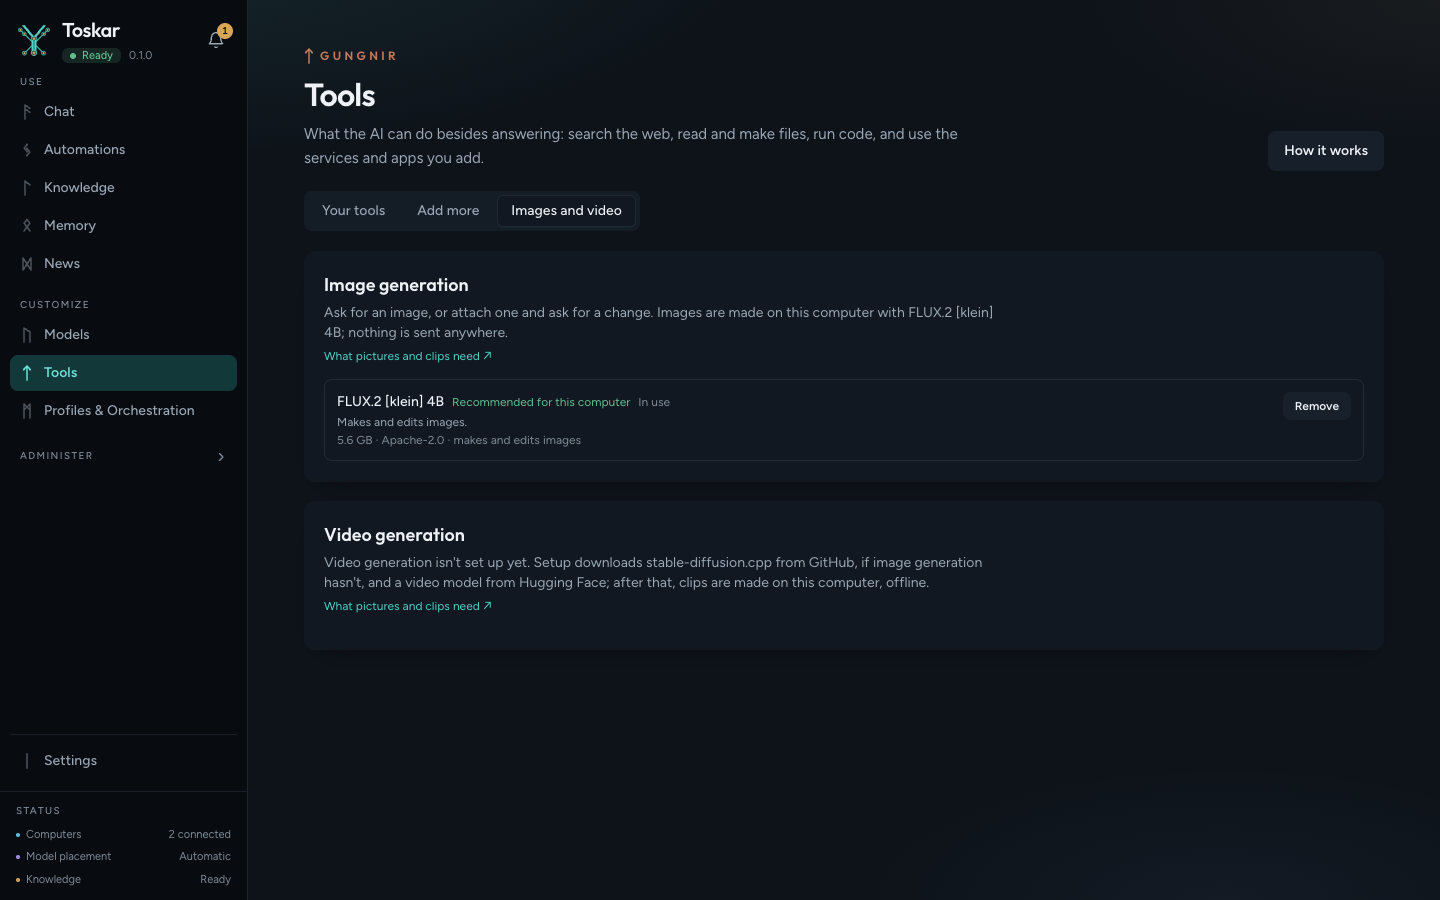 Toskar
Ready 0.1.0
1
USE
Chat
Automations
Knowledge
Memory
News
CUSTOMIZE
Models
Tools
Profiles & Orchestration
ADMINISTER
Settings
STATUS
Computers 2 connected
Model placement Automatic
Knowledge Ready
GUNGNIR
Tools
What the AI can do besides answering: search the web, read and make files, run code, and use the
services and apps you add.
How it works
Your tools Add more Images and video
Image generation
Ask for an image, or attach one and ask for a change. Images are made on this computer with FLUX.2 [klein]
4B; nothing is sent anywhere.
What pictures and clips need ↗
FLUX.2 [klein] 4B Recommended for this computer In use
Remove
Makes and edits images.
5.6 GB · Apache-2.0 · makes and edits images
Video generation
Video generation isn't set up yet. Setup downloads stable-diffusion.cpp from GitHub, if image generation
hasn't, and a video model from Hugging Face; after that, clips are made on this computer, offline.
What pictures and clips need ↗